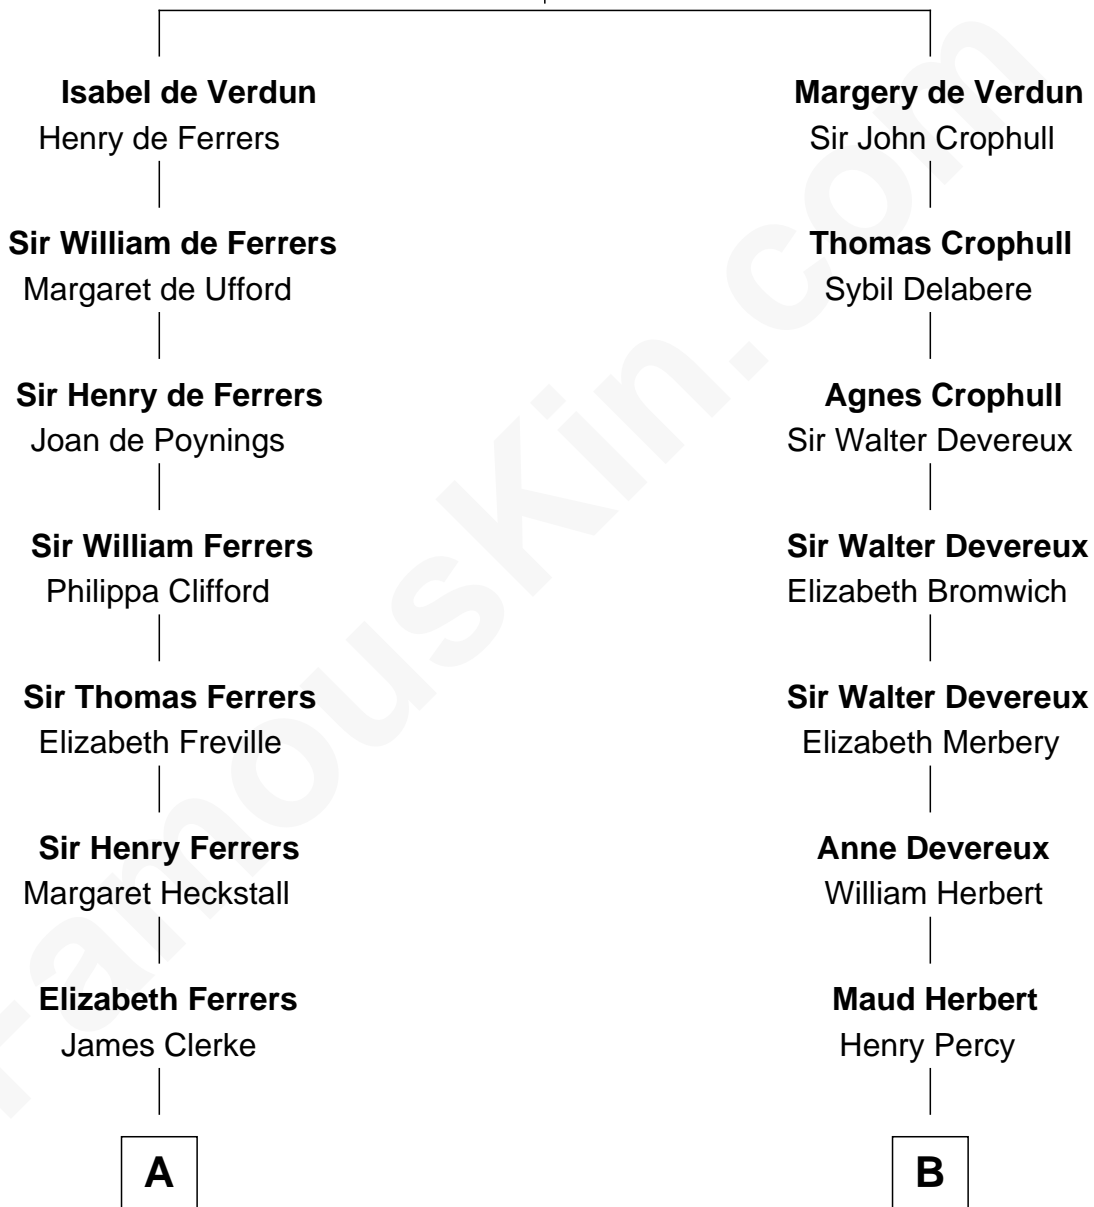 Isabel de Verdun
Henry de Ferrers
Sir William de Ferrers
Margaret de Ufford
Sir Henry de Ferrers
Joan de Poynings
Sir William Ferrers
Philippa Clifford
Sir Thomas Ferrers
Elizabeth Freville
Sir Henry Ferrers
Margaret Heckstall
Elizabeth Ferrers
James Clerke
A
Margery de Verdun
Sir John Crophull
Thomas Crophull
Sybil Delabere
Agnes Crophull
Sir Walter Devereux
Sir Walter Devereux
Elizabeth Bromwich
Sir Walter Devereux
Elizabeth Merbery
Anne Devereux
William Herbert
Maud Herbert
Henry Percy
B
FamousKin.com